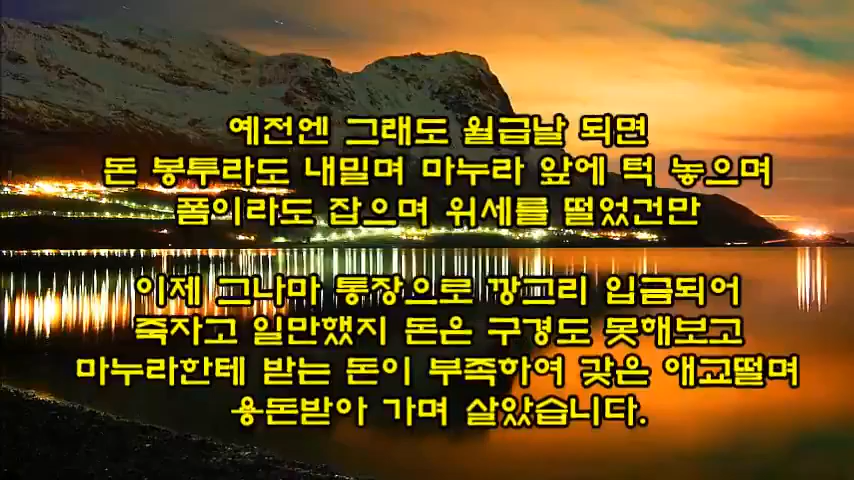 예전엔 그래도 월급날 되면
돈 봉투라도 내밀며 마누라 앞에 턱 놓으며
폼이라도 잡으며 위세를 떨었건만
이제 그나마 통장으로 깡그리 입금되어
죽자고 일만했지 돈은 구경도 못해보고
마누라한테 받는 돈이 부족하여 갖은 애교떨며
용돈받아 가며 살았습니다.